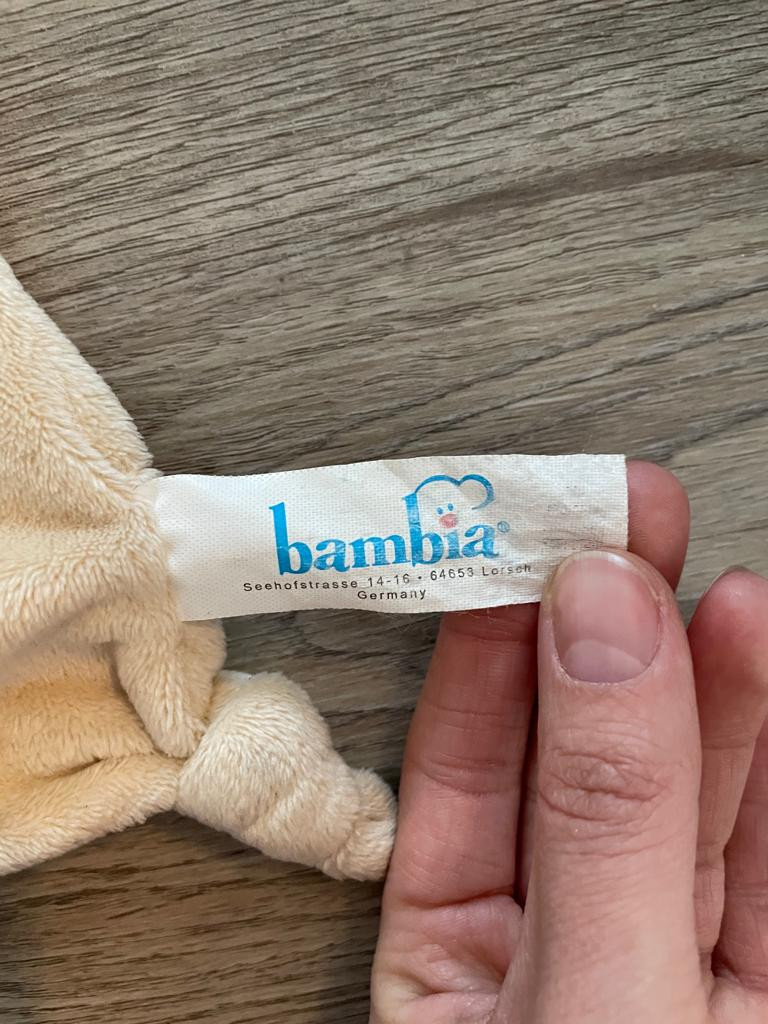 bambia®
Seehofstrasse 14-16 • 64653 Lorsch
Germany